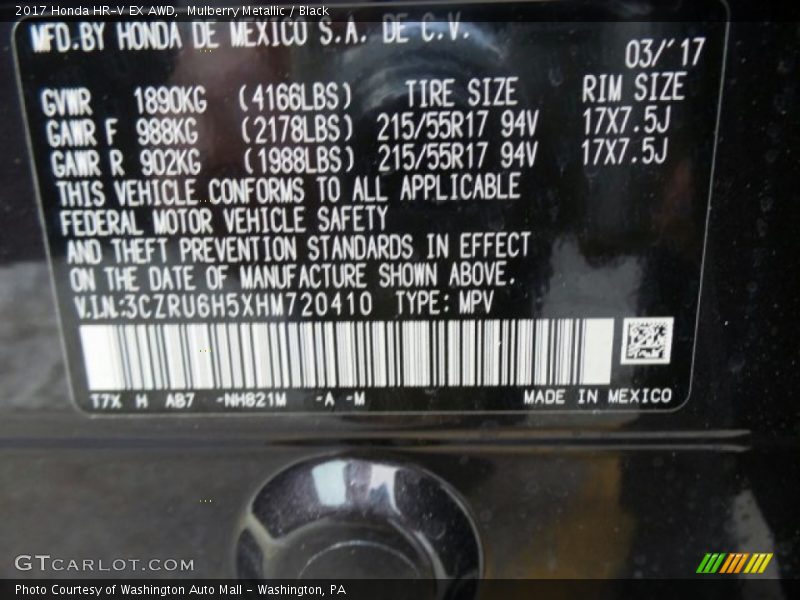 2017 Honda HR-V EX AWD, Mulberry Metallic / Black
MFD.BY HONDA DE MEXICO S.A. DE C.V.
03/'17
GVWR 1890KG (4166LBS) TIRE SIZE RIM SIZE
GAWR F 988KG (2178LBS) 215/55R17 94V 17X7.5J
GAWR R 902KG (1988LBS) 215/55R17 94V 17X7.5J
THIS VEHICLE CONFORMS TO ALL APPLICABLE
FEDERAL MOTOR VEHICLE SAFETY
AND THEFT PREVENTION STANDARDS IN EFFECT
ON THE DATE OF MANUFACTURE SHOWN ABOVE.
V.I.N:3CZRU6H5XHM720410 TYPE: MPV
T7X H AB7 -NH821M -A -M MADE IN MEXICO
GTCARLOT.COM
Photo Courtesy of Washington Auto Mall - Washington, PA